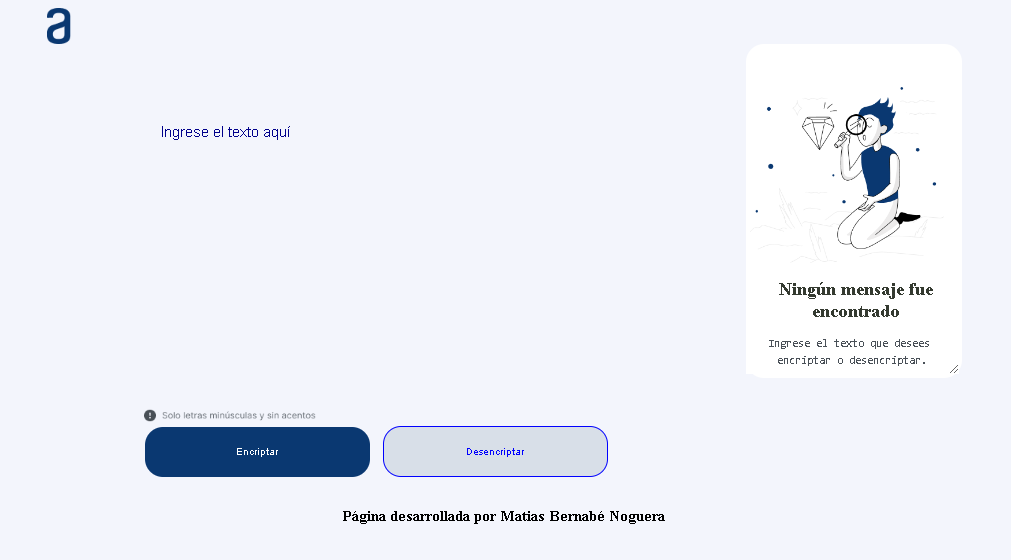 a
Ingrese el texto aquí
Ningún mensaje fue
encontrado
Ingrese el texto que desees
encriptar o desencriptar.
Solo letras minúsculas y sin acentos
Encriptar
Desencriptar
Página desarrollada por Matias Bernabé Noguera